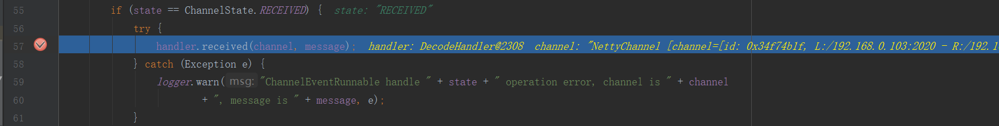 55 if (state == ChannelState.RECEIVED) { state: "RECEIVED"
56 try {
57 handler.received(channel, message); handler: DecodeHandler@2308 channel: "NettyChannel [channel=[id: 0x34f74b1f, L:/192.168.0.103:2020 - R:/192.1
58 } catch (Exception e) {
59 logger.warn( msg: "ChannelEventRunnable handle " + state + " operation error, channel is " + channel
60 + ", message is " + message, e);
61 }